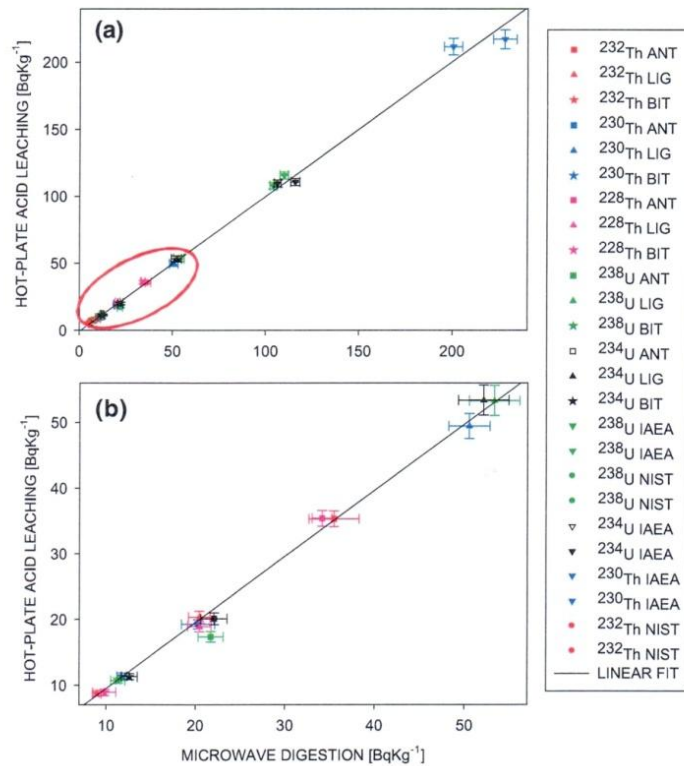 (a)
HOT-PLATE ACID LEACHING [BqKg⁻¹]
200
150
100
50
0
0 50 100 150 200
(b)
HOT-PLATE ACID LEACHING [BqKg⁻¹]
50
40
30
20
10
10 20 30 40 50
MICROWAVE DIGESTION [BqKg⁻¹]
²³²Th ANT
²³²Th LIG
²³²Th BIT
²³⁰Th ANT
²³⁰Th LIG
²³⁰Th BIT
²²⁸Th ANT
²²⁸Th LIG
²²⁸Th BIT
²³⁸U ANT
²³⁸U LIG
²³⁸U BIT
²³⁴U ANT
²³⁴U LIG
²³⁴U BIT
²³⁸U IAEA
²³⁸U IAEA
²³⁸U NIST
²³⁸U NIST
²³⁴U IAEA
²³⁴U IAEA
²³⁰Th IAEA
²³⁰Th IAEA
²³²Th NIST
²³²Th NIST
LINEAR FIT